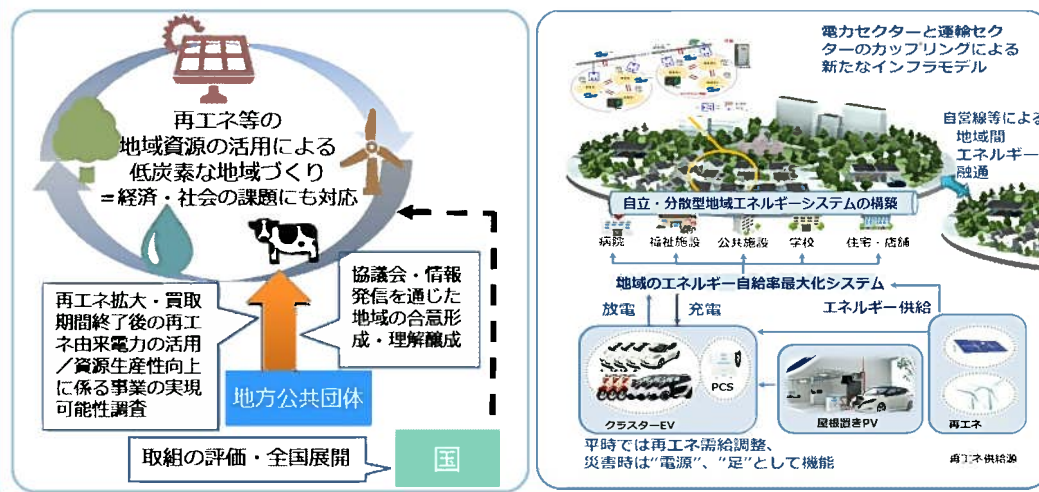 再エネ等の
地域資源の活用による
低炭素な地域づくり
=経済・社会の課題にも対応
再エネ拡大・買取
期間終了後の再エ
ネ由来電力の活用
/資源生産性向上
に係る事業の実現
可能性調査
協議会・情報
発信を通じた
地域の合意形
成・理解醸成
地方公共団体
取組の評価・全国展開
国
電力セクターと運輸セク
ターのカップリングによる
新たなインフラモデル
自営線等による
地域間
エネルギー
融通
自立・分散型地域エネルギーシステムの構築
病院 福祉施設 公共施設 学校 住宅・店舗
地域のエネルギー自給率最大化システム
放電 充電 エネルギー供給
PCS
クラスターEV
屋根置きPV
再エネ
平時では再エネ需給調整、
災害時は“電源”、“足”として機能
再エネ供給源